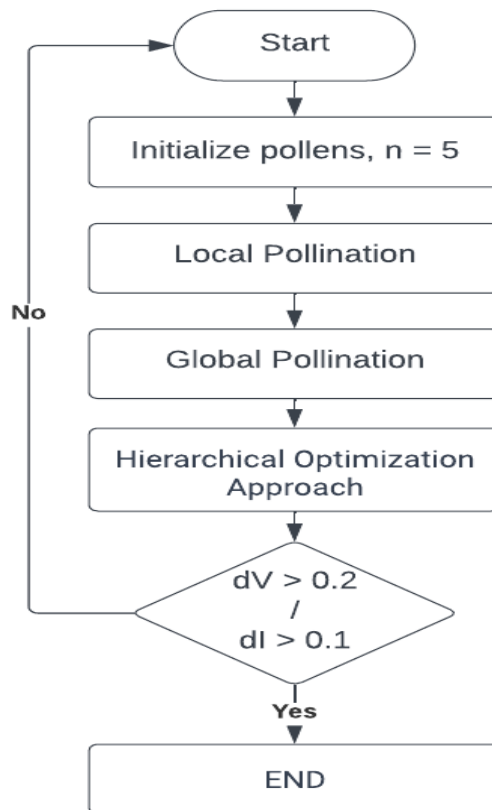 Start
Initialize pollens, n = 5
Local Pollination
No
Global Pollination
Hierarchical Optimization
Approach
dV > 0.2
/
dI > 0.1
Yes
END